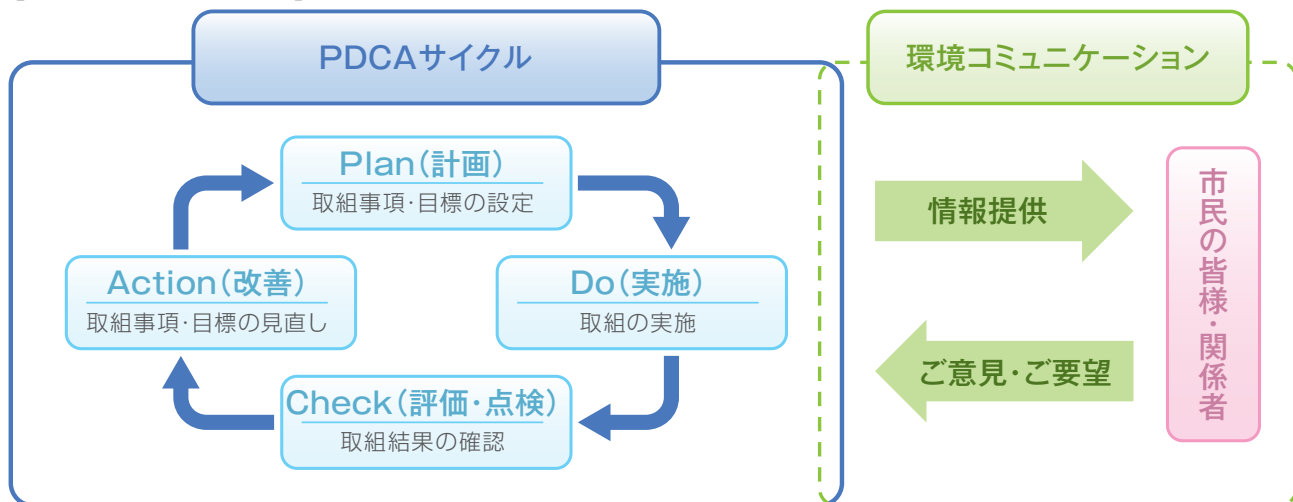 PDCAサイクル
環境コミュニケーション
Plan(計画)
取組事項・目標の設定
Do(実施)
取組の実施
Check(評価・点検)
取組結果の確認
Action(改善)
取組事項・目標の見直し
情報提供
ご意見・ご要望
市民の皆様・関係者